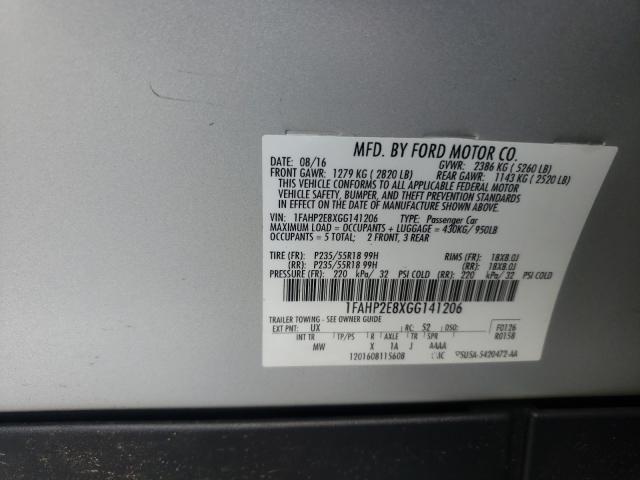 MFD. BY FORD MOTOR CO.
DATE: 08/16 GVWR: 2386 KG ( 5260 LB)
FRONT GAWR: 1279 KG ( 2820 LB) REAR GAWR: 1143 KG ( 2520 LB)
THIS VEHICLE CONFORMS TO ALL APPLICABLE FEDERAL MOTOR
VEHICLE SAFETY, BUMPER, AND THEFT PREVENTION STANDARDS
IN EFFECT ON THE DATE OF MANUFACTURE SHOWN ABOVE.
VIN: 1FAHP2E8XGG141206 TYPE: Passenger Car
MAXIMUM LOAD = OCCUPANTS + LUGGAGE = 430KG/ 950LB
OCCUPANTS = 5 TOTAL; 2 FRONT, 3 REAR
TIRE (FR): P235/55R18 99H RIMS (FR): 18X8.0J
(RR): P235/55R18 99H (RR): 18X8.0J
PRESSURE (FR): 220 kPa/ 32 PSI COLD (RR): 220 kPa/ 32 PSI COLD
1FAHP2E8XGG141206
TRAILER TOWING - SEE OWNER GUIDE
EXT PNT: UX RC: 52 DSO: F0126
INT TR TP/PS R AXLE TR SPR R0158
MW X 1A J AAAA
1201608115608 5U5A-5420472-AA